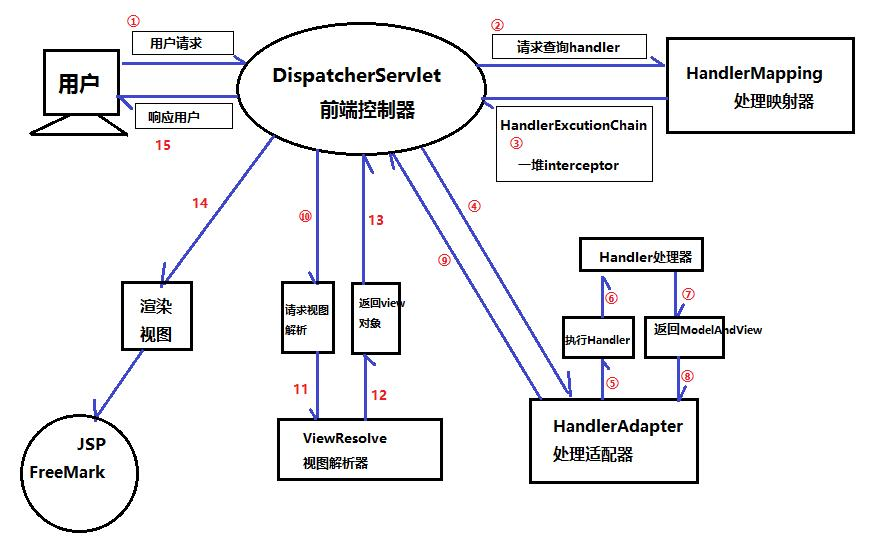 ①
用户请求
用户
响应用户
15
DispatcherServlet
前端控制器
②
请求查询handler
HandlerMapping
处理映射器
HandlerExcutionChain
③
一堆interceptor
14
⑩
13
④
⑨
渲染
视图
请求视图
解析
返回view
对象
Handler处理器
⑥
⑦
执行Handler
返回ModelAndView
11
12
⑤
⑧
ViewResolve
视图解析器
HandlerAdapter
处理适配器
JSP
FreeMark